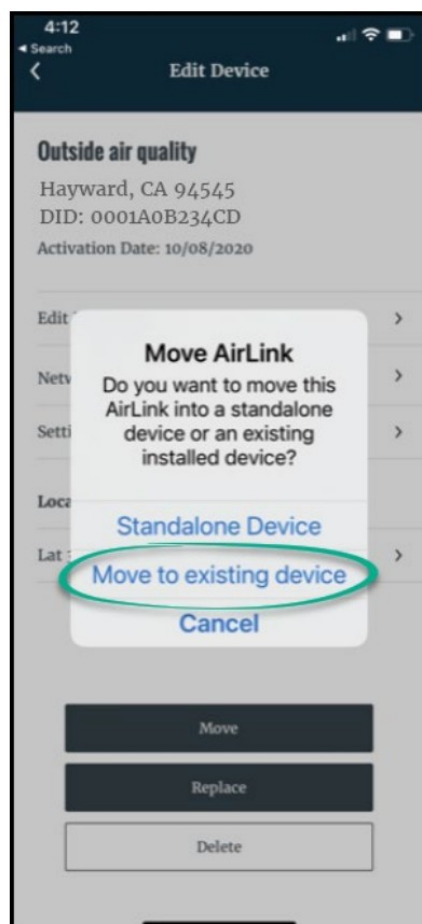 4:12
◄ Search
Edit Device
Outside air quality
Hayward, CA 94545
DID: 0001A0B234CD
Activation Date: 10/08/2020
Edit
Move AirLink
Netw
Do you want to move this
AirLink into a standalone
Setti
device or an existing
installed device?
Loca
Standalone Device
Lat
Move to existing device
Cancel
Move
Replace
Delete